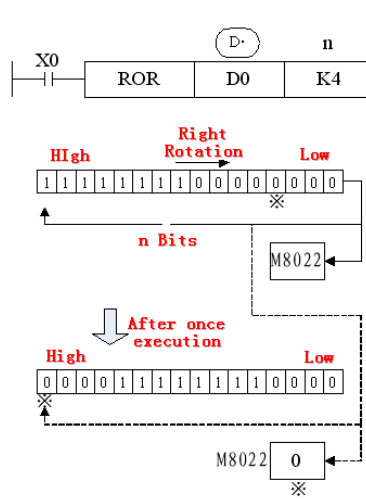 D· n
X0
ROR D0 K4
Right
HIgh Rotation Low
1 1 1 1 1 1 1 1 0 0 0 0 0 0 0 0
※
n Bits
M8022
After once
execution
High Low
0 0 0 0 1 1 1 1 1 1 1 1 0 0 0 0
※
M8022 0
※